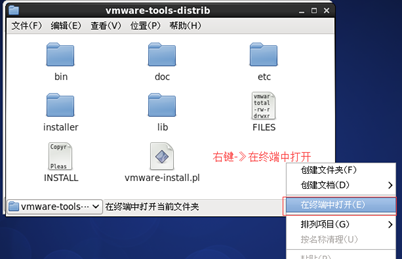 vmware-tools-distrib
文件(F) 编辑(E) 查看(V) 位置(P) 帮助(H)
bin doc etc
installer lib FILES
vmwar-
total
-rw-r
drwxr
Copyr
Pleas
INSTALL vmware-install.pl
右键-》在终端中打开
创建文件夹(F)
创建文档(D)
在终端中打开(E)
排列项目(G)
按名称清理(U)
vmware-tools··· 在终端中打开当前文件夹